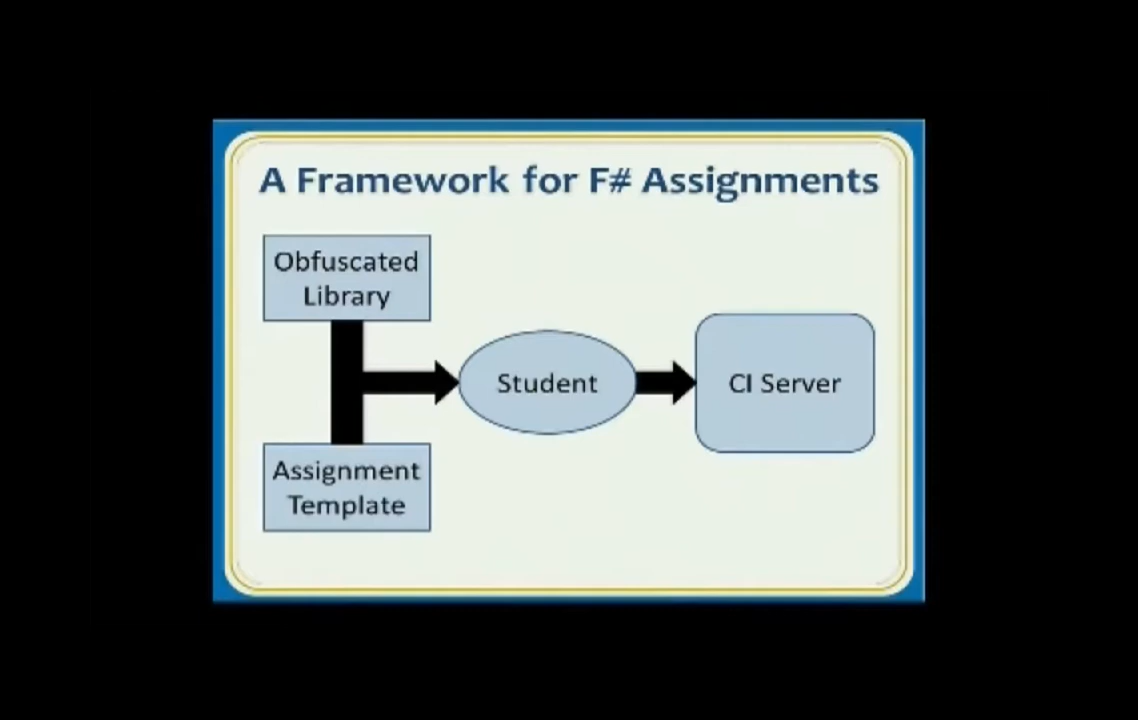 A Framework for F# Assignments
Obfuscated
Library
Student
CI Server
Assignment
Template